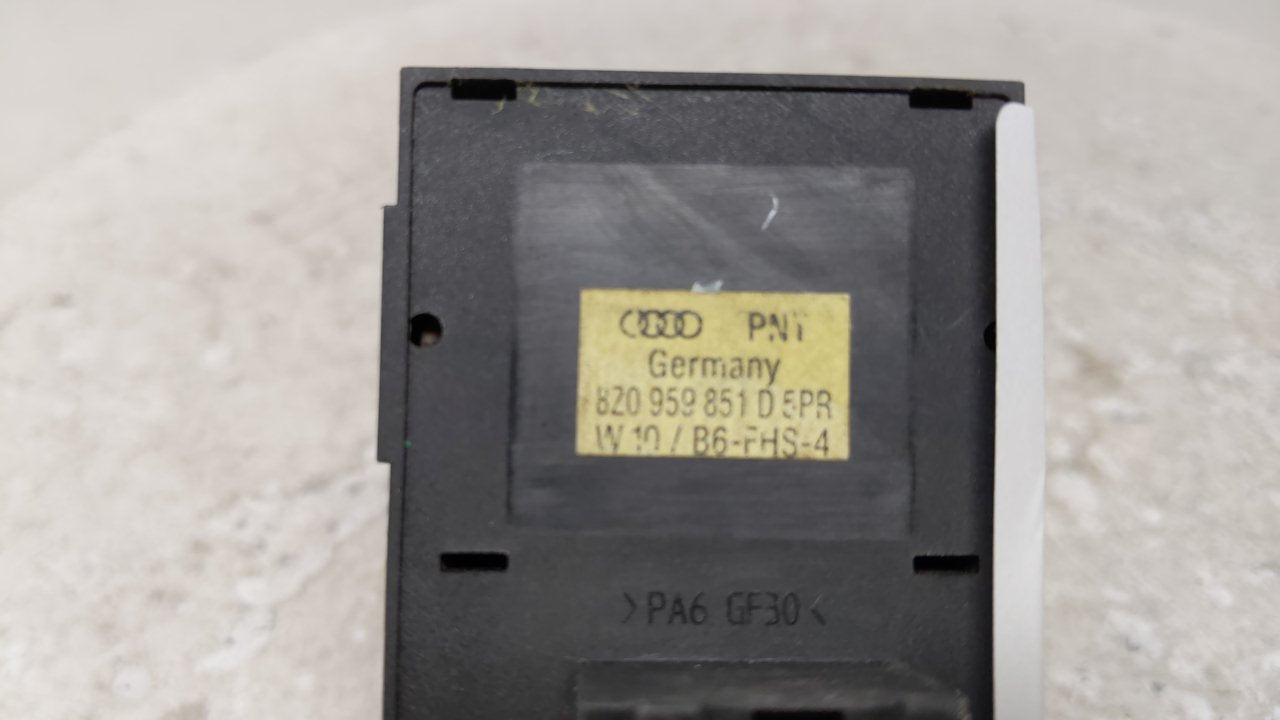 PNT
Germany
8Z0 959 851 D 5PR
W 10 / B6-FHS-4
>PA6 GF30<